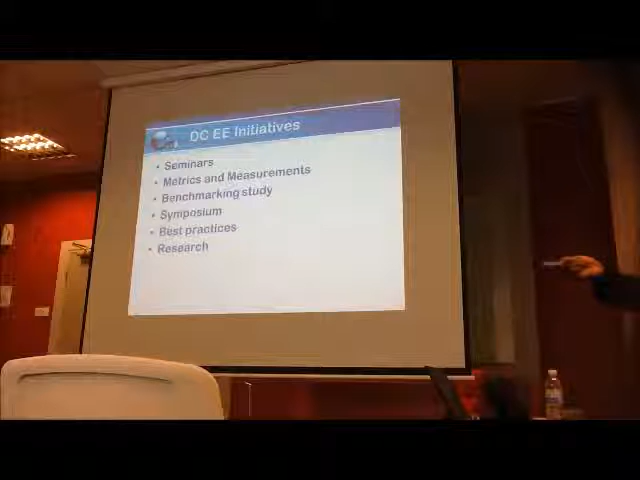 DC EE Initiatives
• Seminars
• Metrics and Measurements
• Benchmarking study
• Symposium
• Best practices
• Research